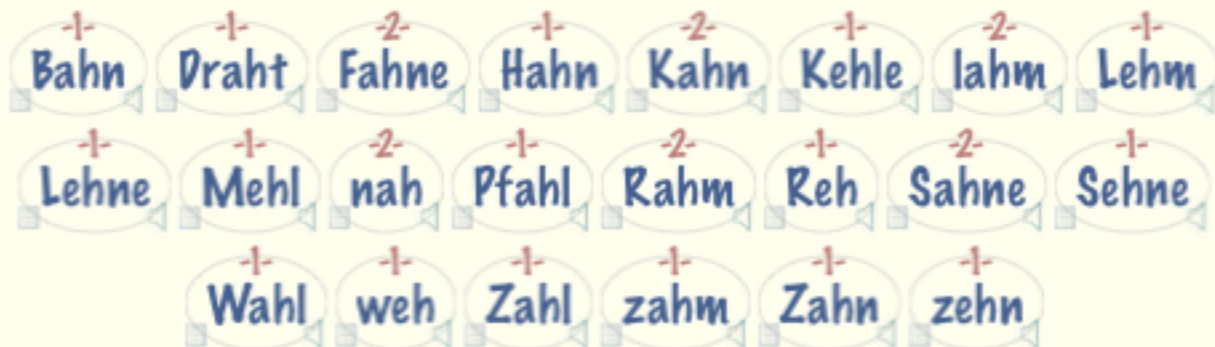 -1- -1- -2- -1- -2- -1- -2- -1-
Bahn Draht Fahne Hahn Kahn Kehle lahm Lehm
-1- -1- -2- -1- -2- -1- -2- -1-
Lehne Mehl nah Pfahl Rahm Reh Sahne Sehne
-1- -1- -1- -1- -1- -1-
Wahl weh Zahl zahm Zahn zehn